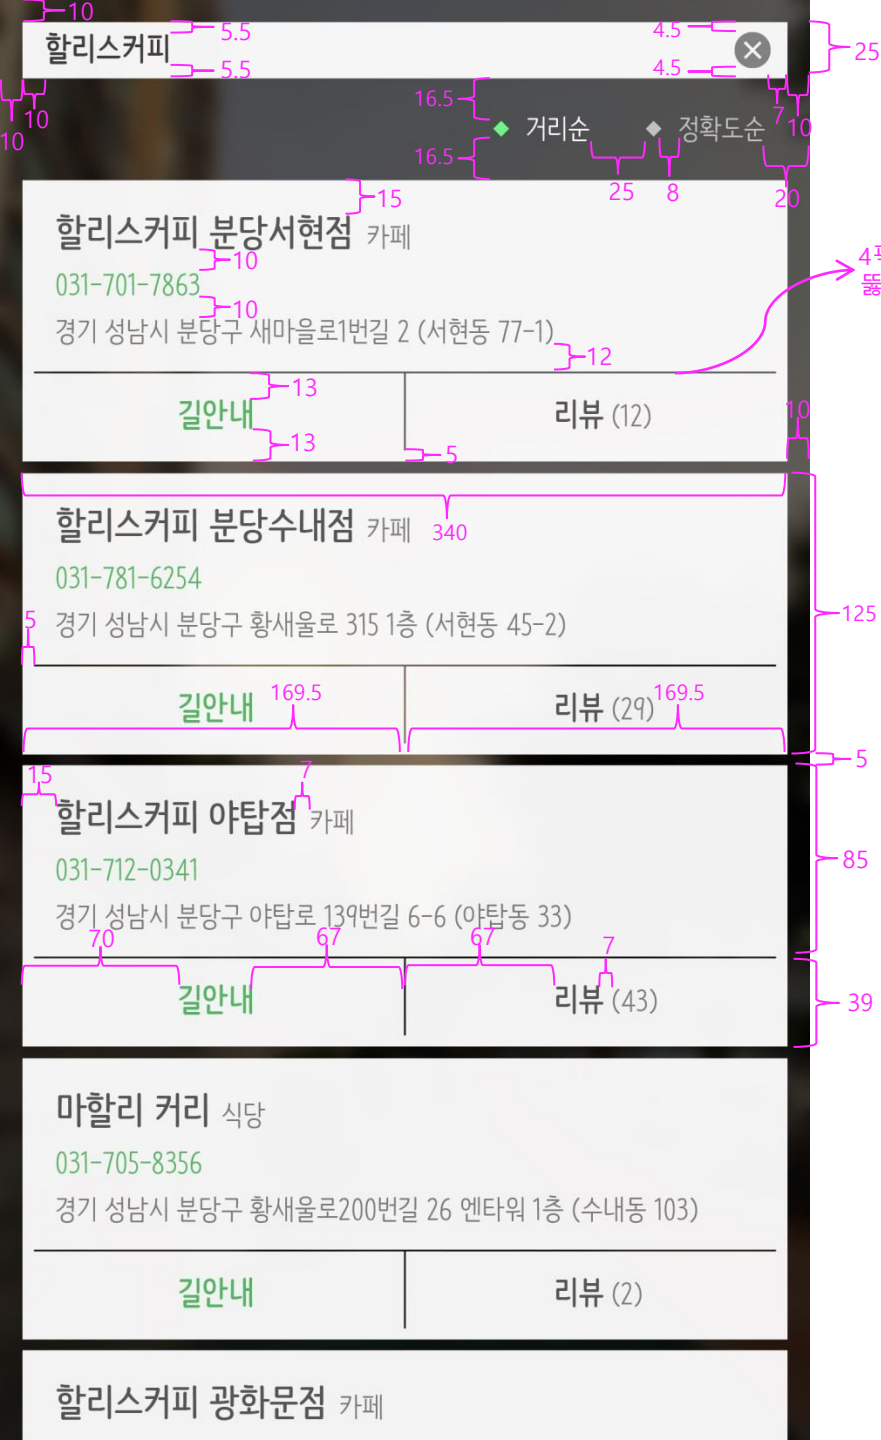 10
할리스커피
5.5
5.5
4.5
4.5
25
10
10
7
10
16.5
16.5
거리순
정확도순
25
8
20
15
할리스커피 분당서현점 카페
10
031-701-7863
10
경기 성남시 분당구 새마을로1번길 2 (서현동 77-1)
12
4픽
뚫
13
길안내
13
리뷰 (12)
10
5
340
할리스커피 분당수내점 카페
031-781-6254
5
경기 성남시 분당구 황새울로 315 1층 (서현동 45-2)
125
길안내
169.5
리뷰 (29)
169.5
5
15
7
할리스커피 야탑점 카페
85
031-712-0341
경기 성남시 분당구 야탑로 139번길 6-6 (야탑동 33)
70
67
67
7
길안내
리뷰 (43)
39
마할리 커리 식당
031-705-8356
경기 성남시 분당구 황새울로200번길 26 엔타워 1층 (수내동 103)
길안내
리뷰 (2)
할리스커피 광화문점 카페